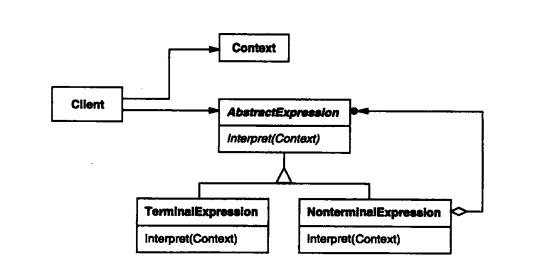 Context
Client
AbstractExpression
Interpret(Context)
TerminalExpression
NonterminalExpression
Interpret(Context)
Interpret(Context)